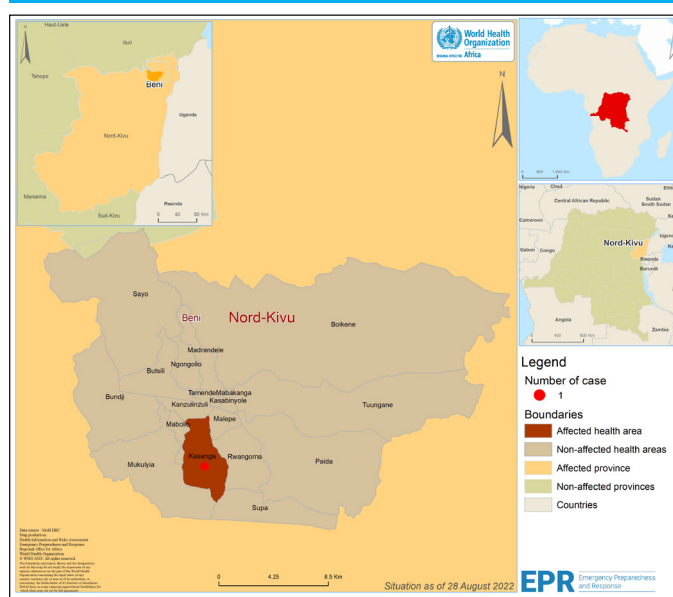 Haut-Uele
Ituri
Tshopo
Beni
Uganda
Nord-Kivu
Maniema
Rwanda
Sud-Kivu
0 40 80 Km
World Health
Organization
REGIONAL OFFICE FOR Africa
N
Sayo
Beni
Nord-Kivu
Boikene
Madrandele
Ngongolio
Butsili
Bundji
Tamende
Mabakanga
Kasabinyole
Kanzulinzuli
Tuungane
Malepe
Kasanga
Rwangoma
Paida
Mukulyia
Supa
Data source : MoH DRC
Map production :
Health Information and Risks Assessment
Emergency Preparedness and Response
Regional office for Africa
World Health Organization
© WHO 2022. All rights reserved.
0 4.25 8.5 Km
Situation as of 28 August 2022
Nigeria
Chad
Central African Republic
Sudan
South Sudan
Cameroon
Gabon
Congo
Nord-Kivu
Rwanda
Burundi
Angola
Zambia
Legend
Number of case
1
Boundaries
Affected health area
Non-affected health areas
Affected province
Non-affected provinces
Countries
EPR
Emergency Preparedness
and Response